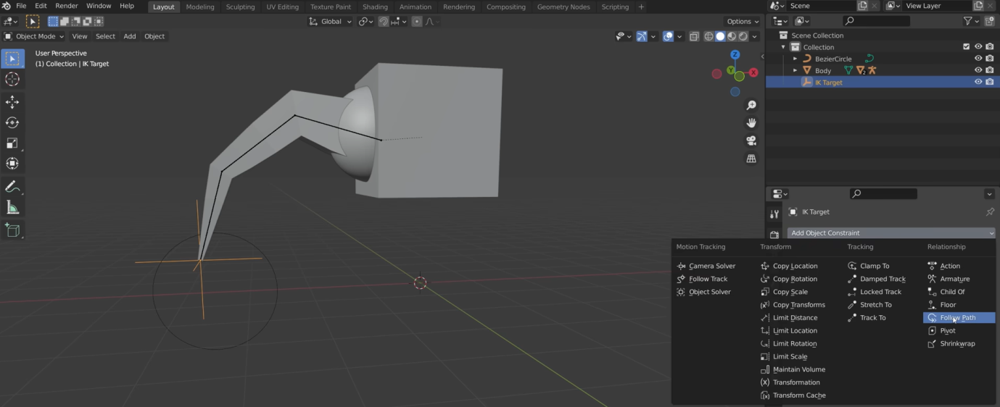 File Edit Render Window Help Layout Modeling Sculpting UV Editing Texture Paint Shading Animation Rendering Compositing Geometry Nodes Scripting + Scene View Layer
Global Options
Object Mode View Select Add Object
User Perspective
(1) Collection | IK Target
Z
Y X
Scene Collection
Collection
BezierCircle
Body 2
IK Target
IK Target
Add Object Constraint
Motion Tracking Transform Tracking Relationship
Camera Solver Copy Location Clamp To Action
Follow Track Copy Rotation Damped Track Armature
Object Solver Copy Scale Locked Track Child Of
Copy Transforms Stretch To Floor
Limit Distance Track To Follow Path
Limit Location Pivot
Limit Rotation Shrinkwrap
Limit Scale
Maintain Volume
Transformation
Transform Cache